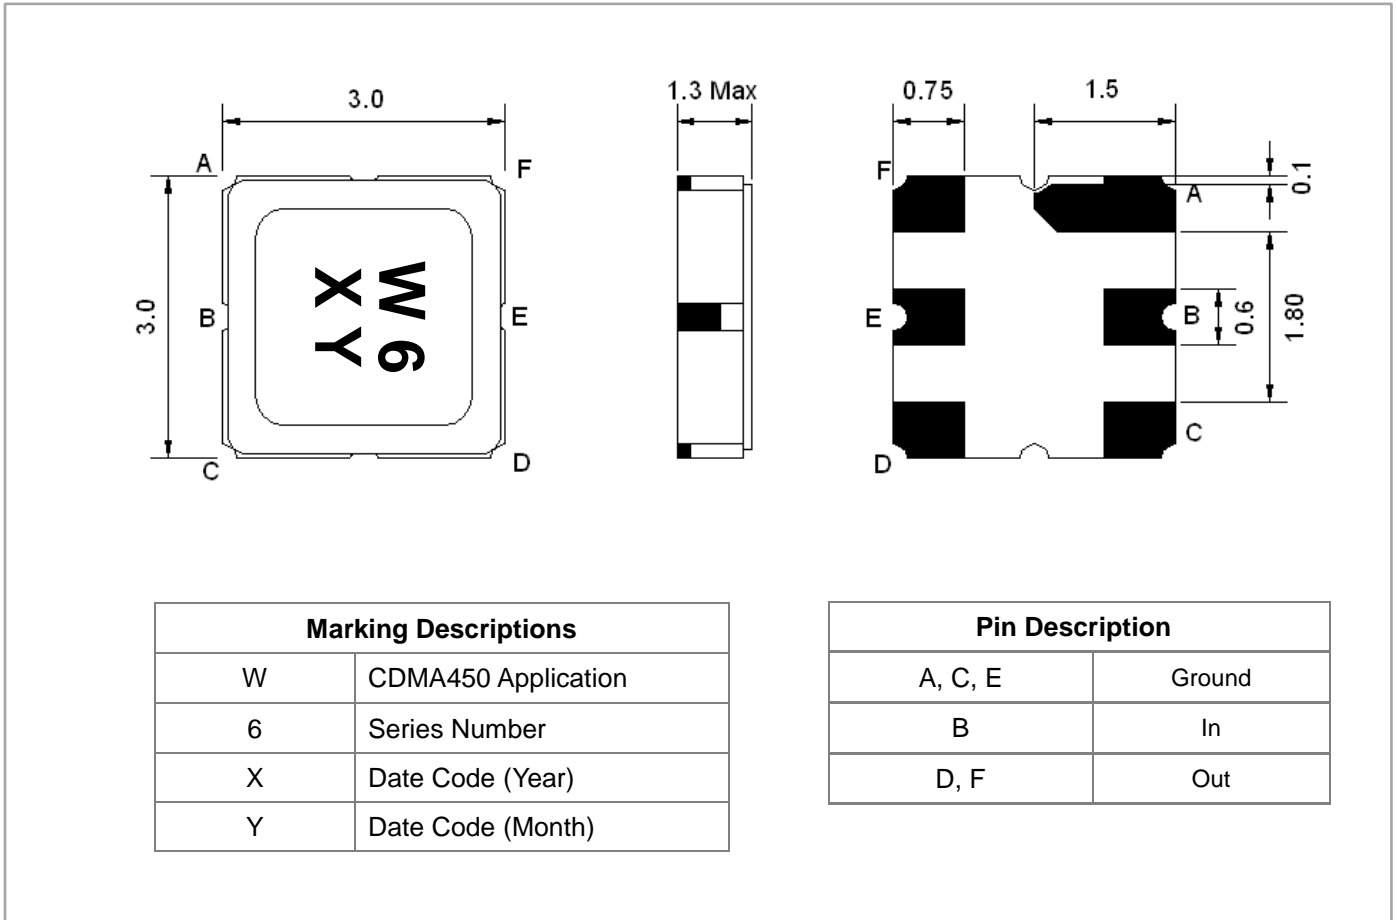 3.0
1.3 Max
0.75
1.5
A
F
F
A
0.1
3.0
B
E
W 6
X Y
E
B
0.6
1.80
C
D
D
C
Marking Descriptions
W CDMA450 Application
6 Series Number
X Date Code (Year)
Y Date Code (Month)
Pin Description
A, C, E Ground
B In
D, F Out